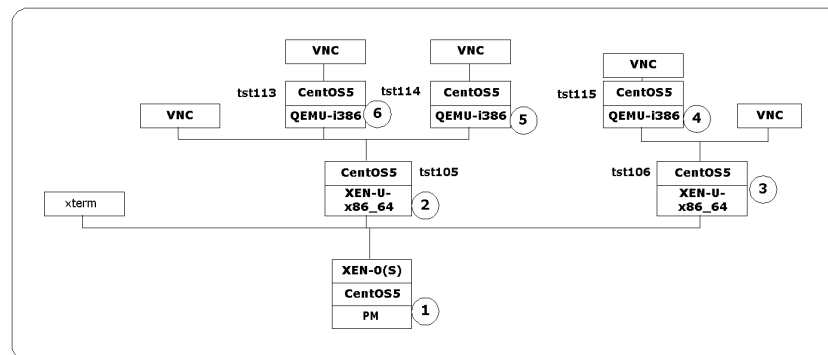 VNC
VNC
VNC
tst113
CentOS5
tst114
CentOS5
tst115
CentOS5
VNC
QEMU-i386
6
QEMU-i386
5
QEMU-i386
4
VNC
CentOS5
tst105
tst106
CentOS5
XEN-U-
x86_64
2
XEN-U-
x86_64
3
xterm
XEN-0(S)
CentOS5
PM
1